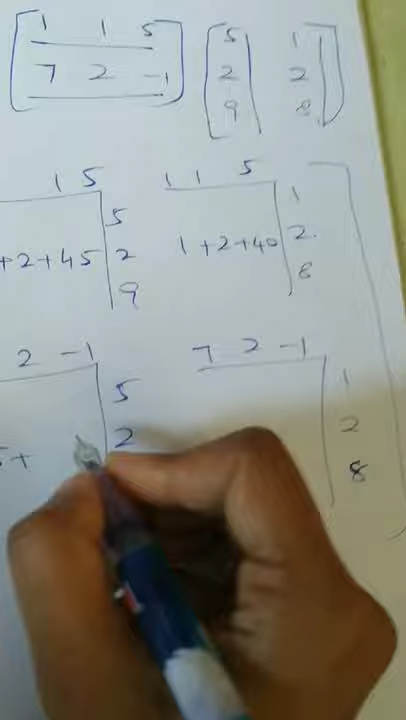 1 1 5 5 1
7 2 -1 2 2
9 8
1 5 5 1 1 5 1
+2+45 2 1+2+40 2
9 8
2 -1 5 7 2 -1 1
5+ 2 2
8